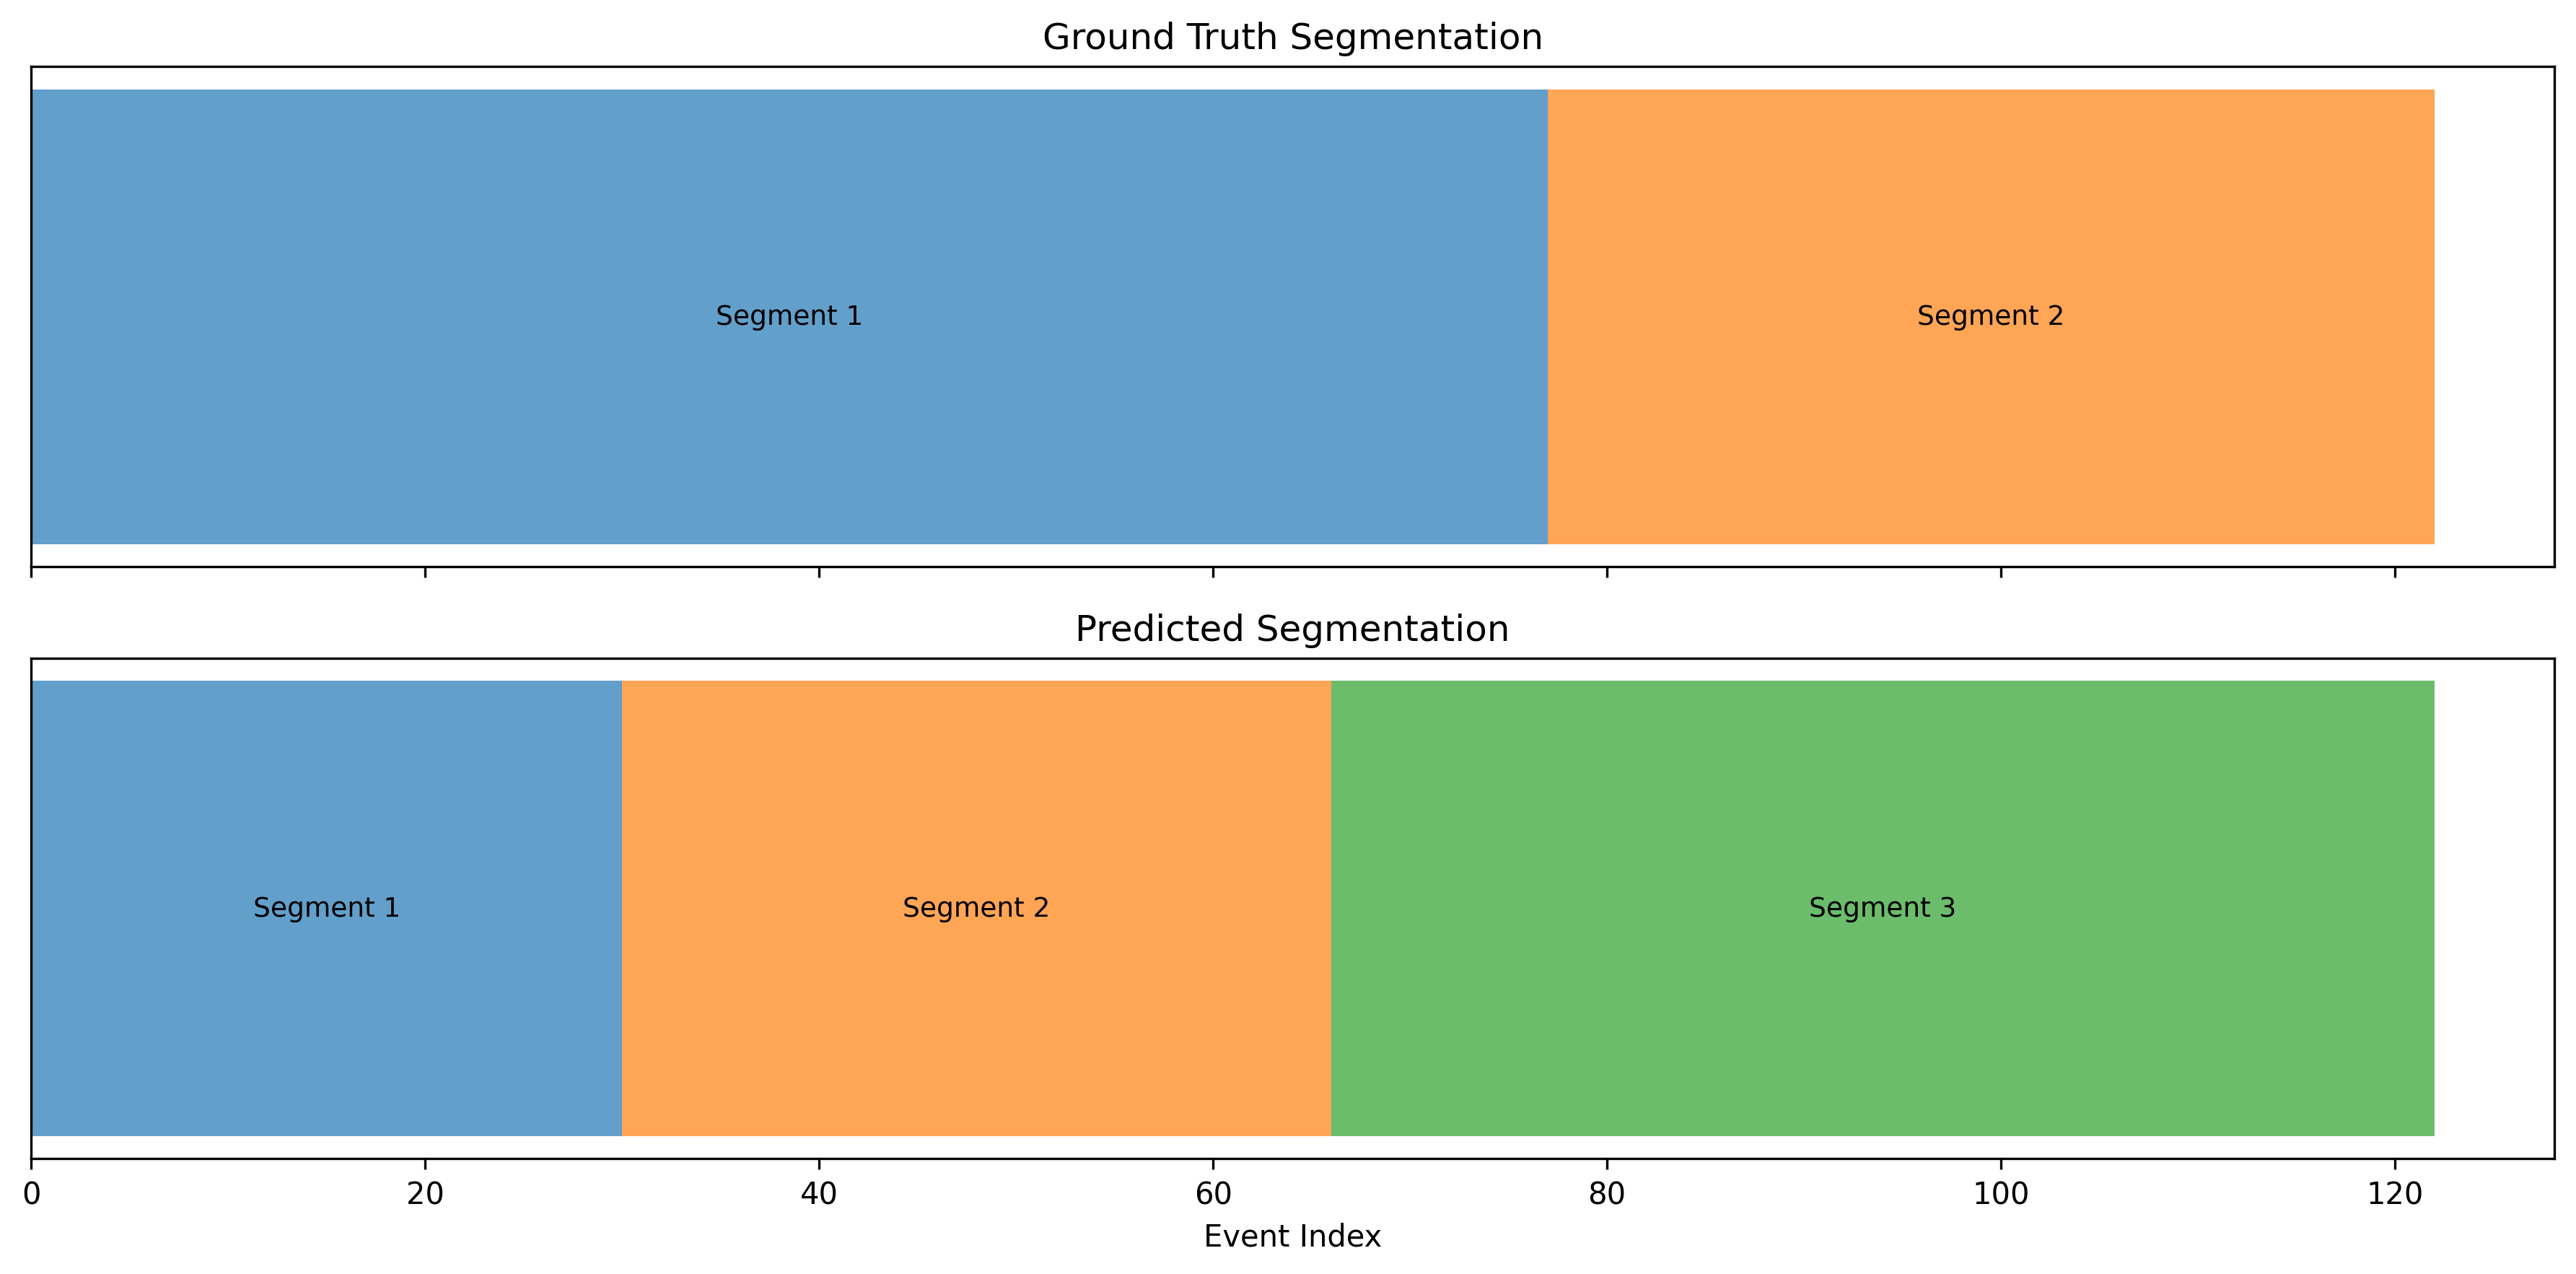 Ground Truth Segmentation
Segment 1 Segment 2
Predicted Segmentation
Segment 1 Segment 2 Segment 3
0 20 40 60 80 100 120
Event Index